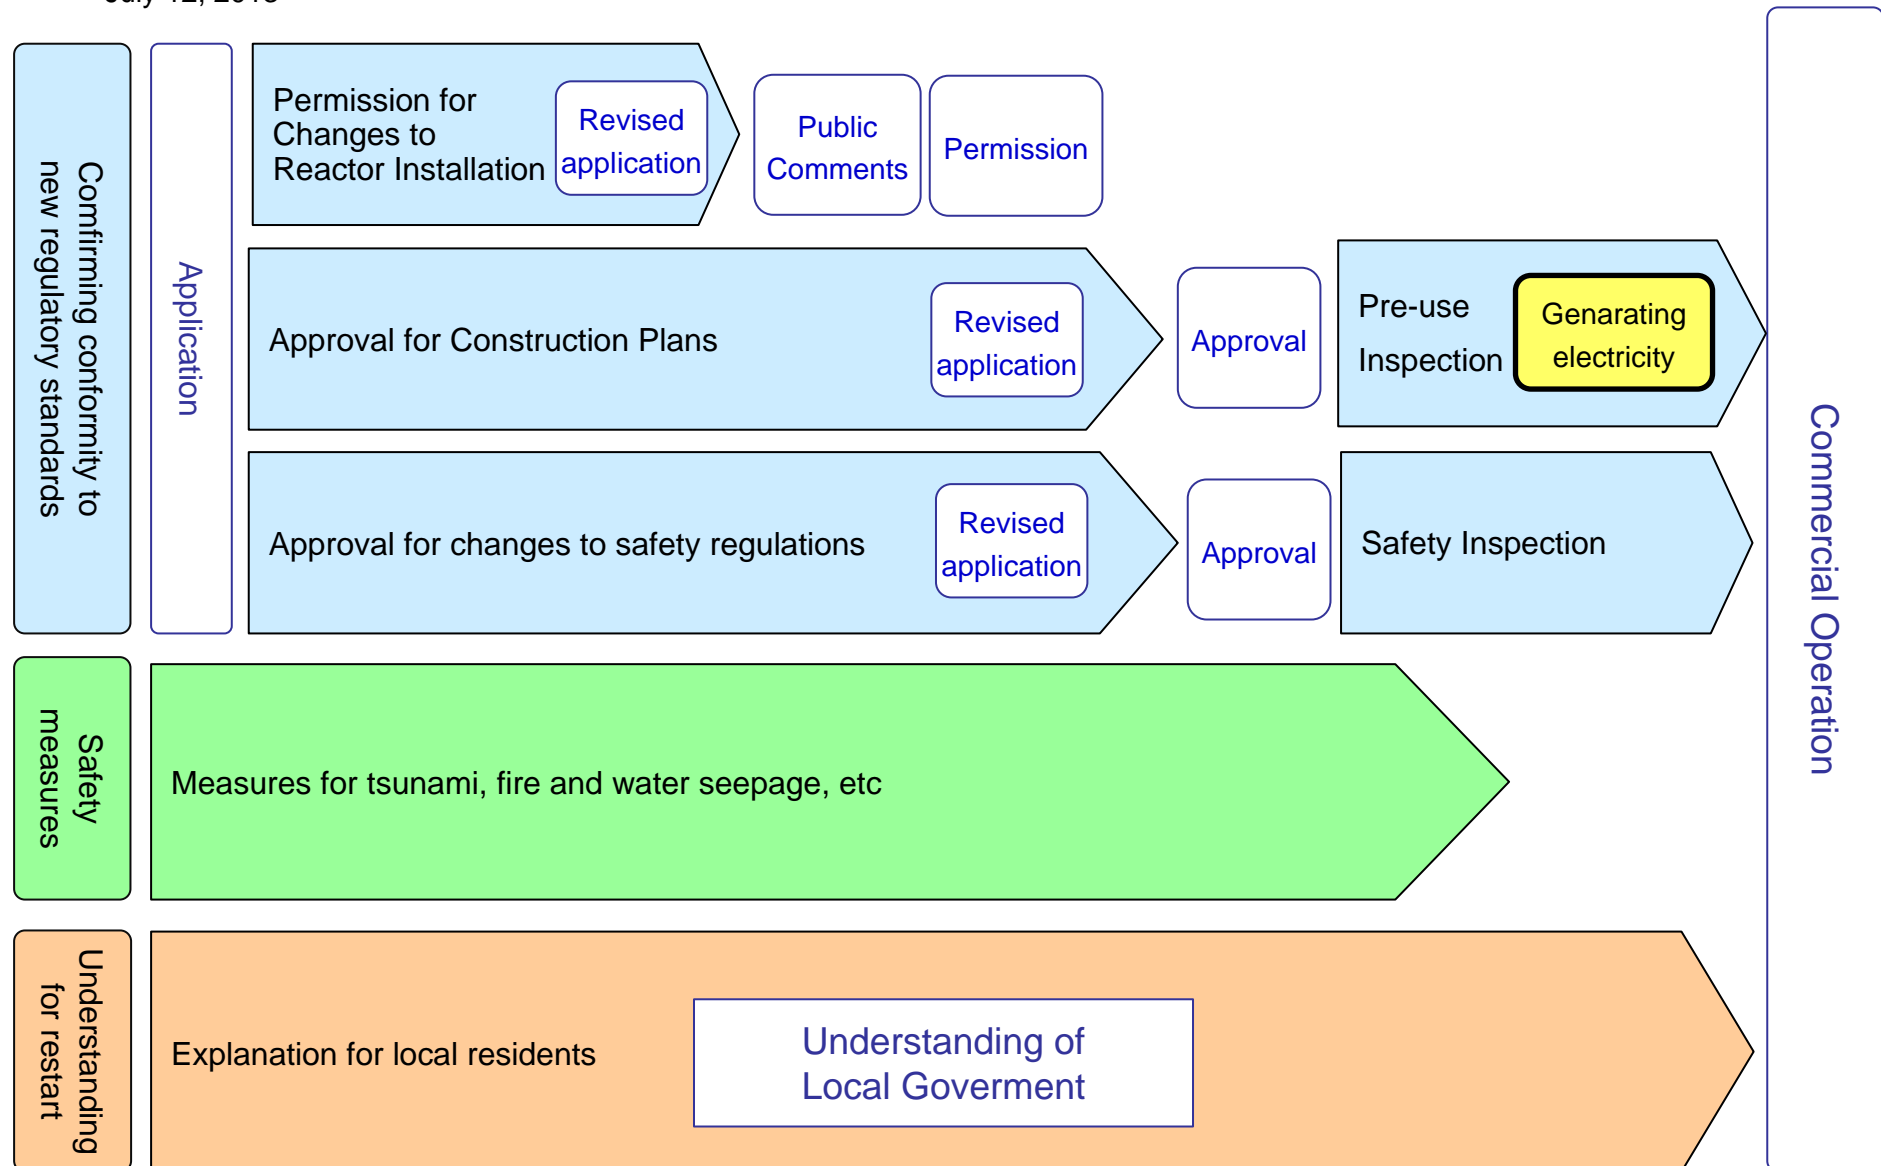 Comfirming conformity to
new regulatory standards
Application
Permission for
Changes to
Reactor Installation
Revised
application
Public
Comments
Permission
Approval for Construction Plans
Revised
application
Approval
Pre-use
Inspection
Genarating
electricity
Approval for changes to safety regulations
Revised
application
Approval
Safety Inspection
Commercial Operation
Safety
measures
Measures for tsunami, fire and water seepage, etc
Understanding
for restart
Explanation for local residents
Understanding of
Local Goverment